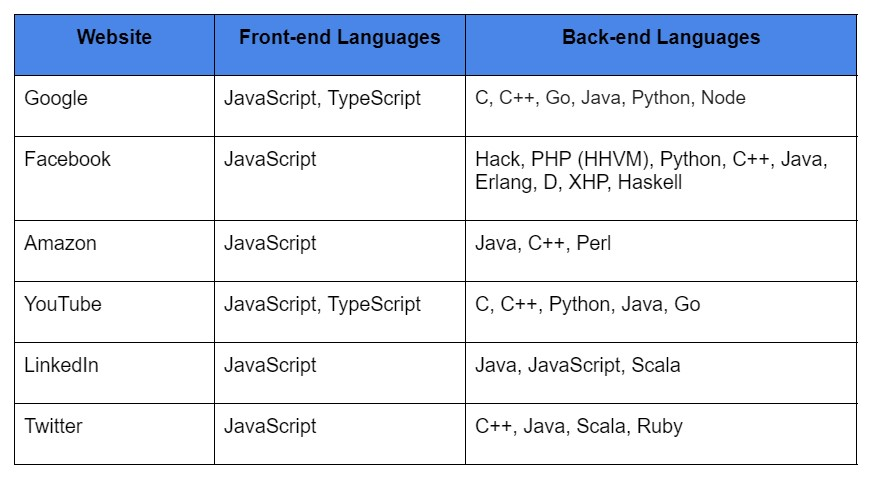 Website Front-end Languages Back-end Languages
Google JavaScript, TypeScript C, C++, Go, Java, Python, Node
Facebook JavaScript Hack, PHP (HHVM), Python, C++, Java,
Erlang, D, XHP, Haskell
Amazon JavaScript Java, C++, Perl
YouTube JavaScript, TypeScript C, C++, Python, Java, Go
LinkedIn JavaScript Java, JavaScript, Scala
Twitter JavaScript C++, Java, Scala, Ruby